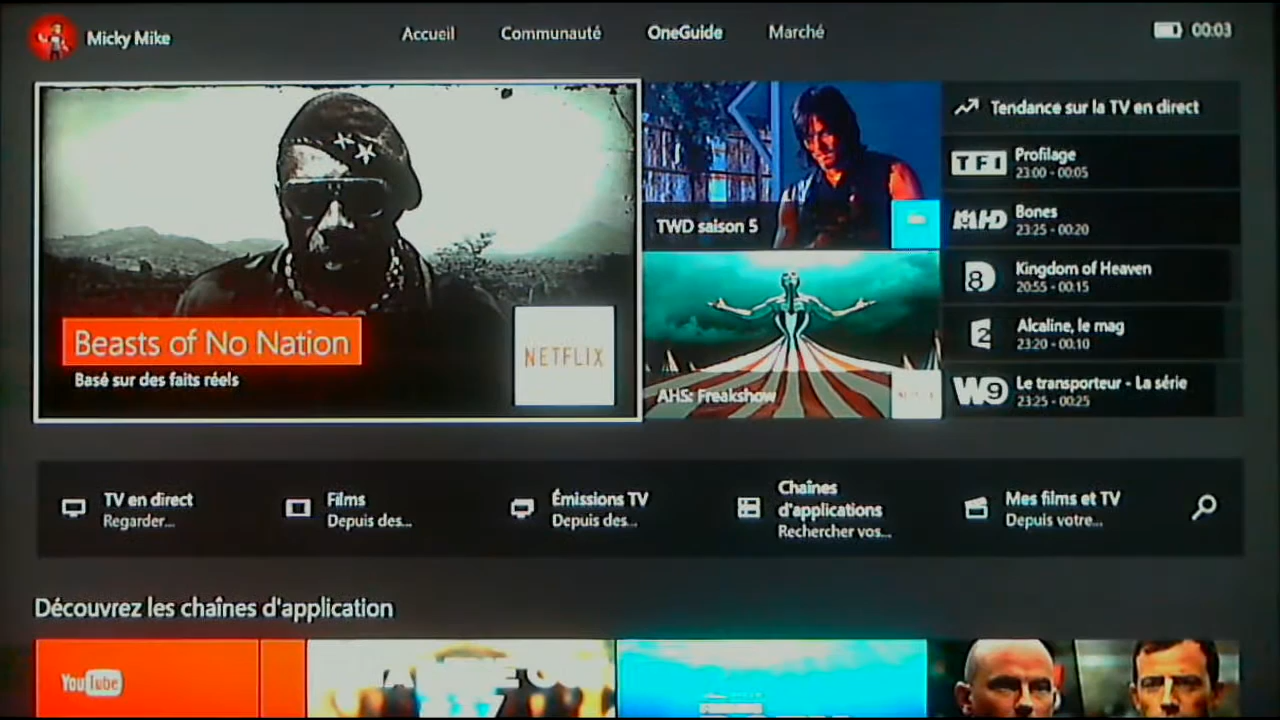 Micky Mike
Accueil
Communauté
OneGuide
Marché
00:03
Beasts of No Nation
Basé sur des faits réels
NETFLIX
TWD saison 5
AHS: Freakshow
Tendance sur la TV en direct
TF1
Profilage
23:00 - 00:05
HD
Bones
23:25 - 00:20
D8
Kingdom of Heaven
20:55 - 00:15
2
Alcaline, le mag
23:20 - 00:10
W9
Le transporteur - La série
23:25 - 00:25
TV en direct
Regarder...
Films
Depuis des...
Émissions TV
Depuis des...
Chaînes
d'applications
Rechercher vos...
Mes films et TV
Depuis votre...
Découvrez les chaînes d'application
YouTube